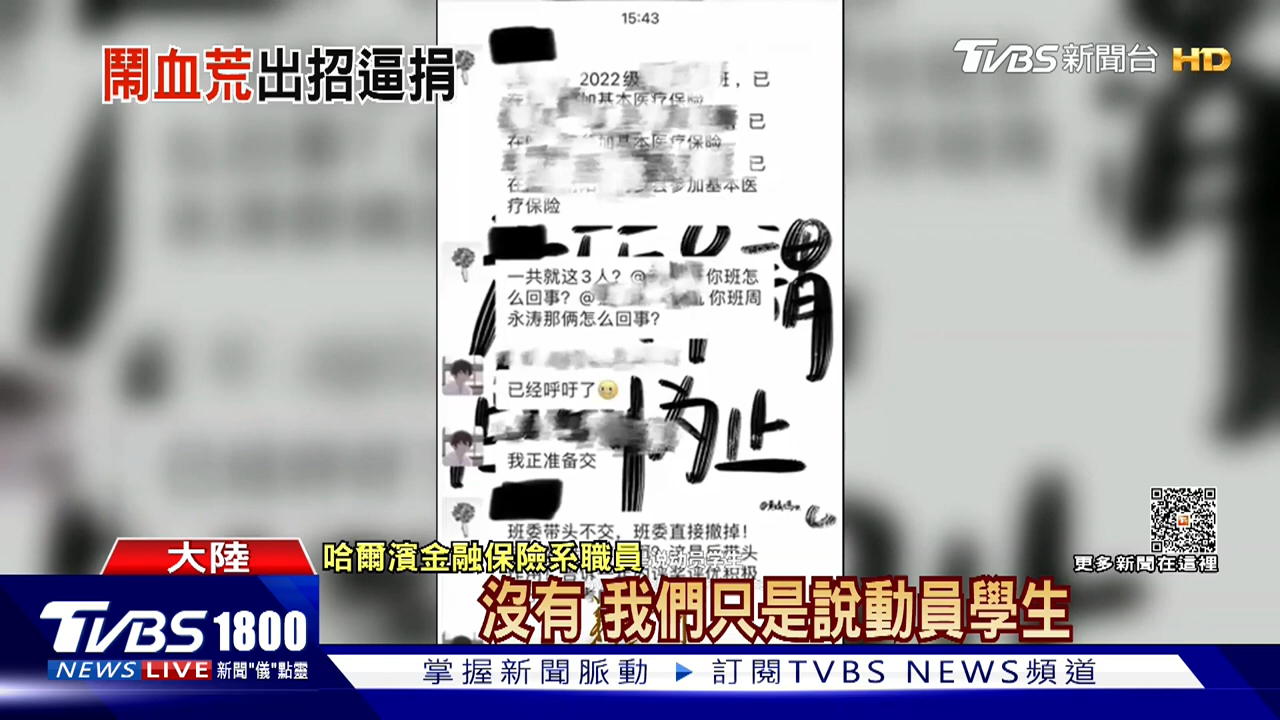 15:43
鬧血荒出招逼捐
TVBS新聞台 HD
2022级 班，已
参加基本医疗保险
已
参加基本医疗保险
已
参加基本医
疗保险
一共就这3人？@ 你班怎
么回事？@ 你班周
永涛那俩怎么回事？
捐
已经呼吁了
为止
我正准备交
班委带头不交，班委直接撤掉！
更多新聞在這裡
大陸
哈爾濱金融保險系職員
沒有 我們只是說動員學生
TVBS 1800
NEWS LIVE 新聞"儀"點靈
掌握新聞脈動 ▶ 訂閱TVBS NEWS頻道